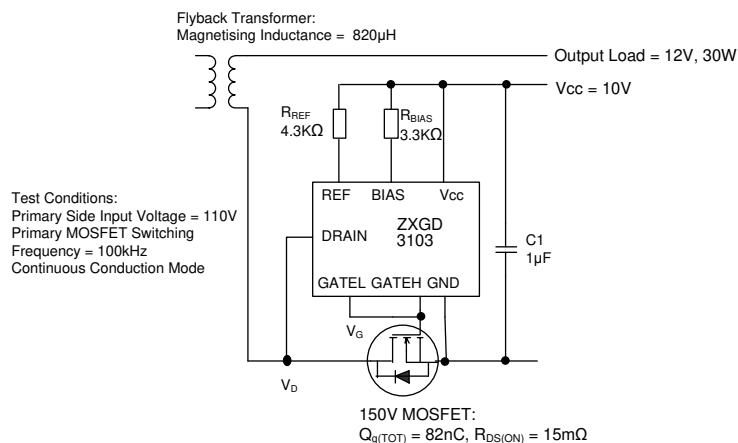 Flyback Transformer:
Magnetising Inductance = 820µH
Output Load = 12V, 30W
Vcc = 10V
RREF
4.3KΩ
RBIAS
3.3KΩ
Test Conditions:
Primary Side Input Voltage = 110V
Primary MOSFET Switching
Frequency = 100kHz
Continuous Conduction Mode
REF BIAS Vcc
ZXGD
3103
DRAIN
GATEL GATEH GND
C1
1µF
VG
VD
150V MOSFET:
Qg(TOT) = 82nC, RDS(ON) = 15mΩ